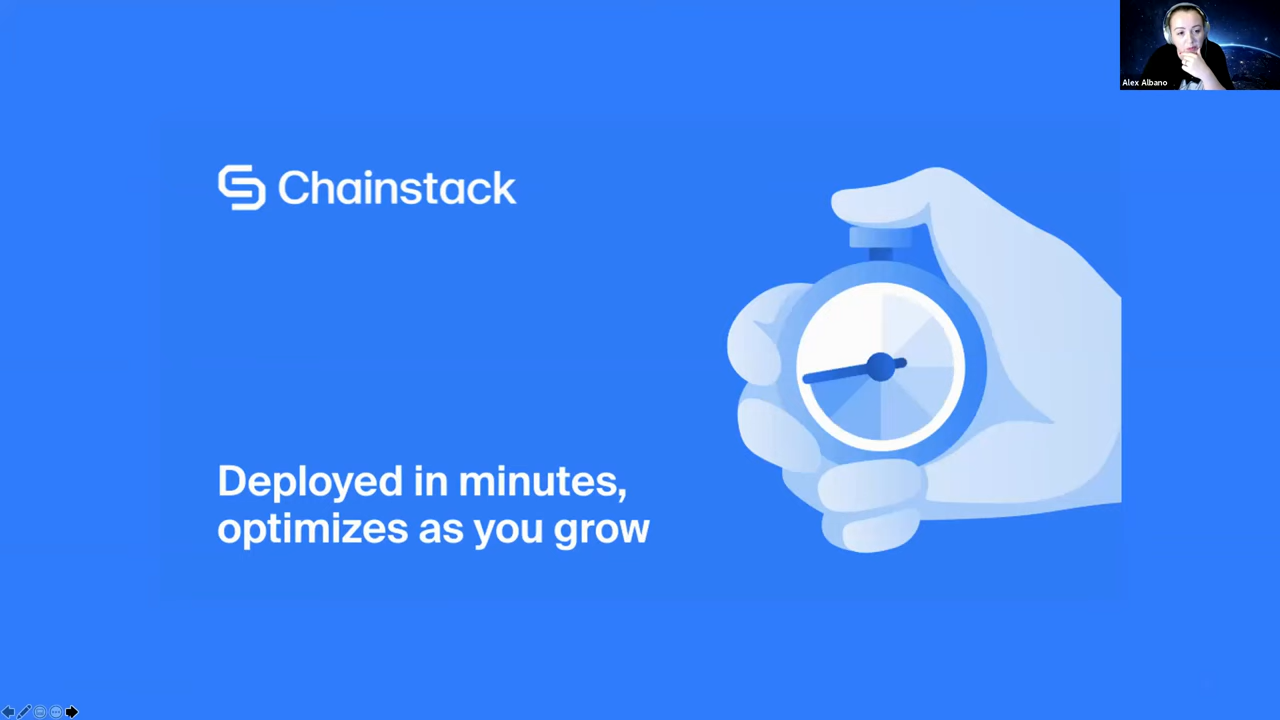 Alex Albano
Chainstack
Deployed in minutes,
optimizes as you grow